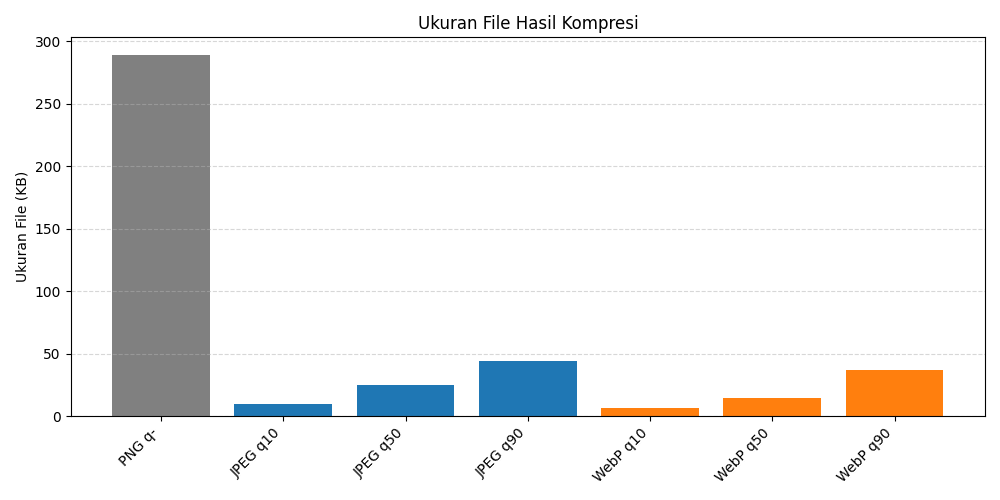 Ukuran File Hasil Kompresi
Ukuran File (KB)
300
250
200
150
100
50
0
PNG q-
JPEG q10
JPEG q50
JPEG q90
WebP q10
WebP q50
WebP q90